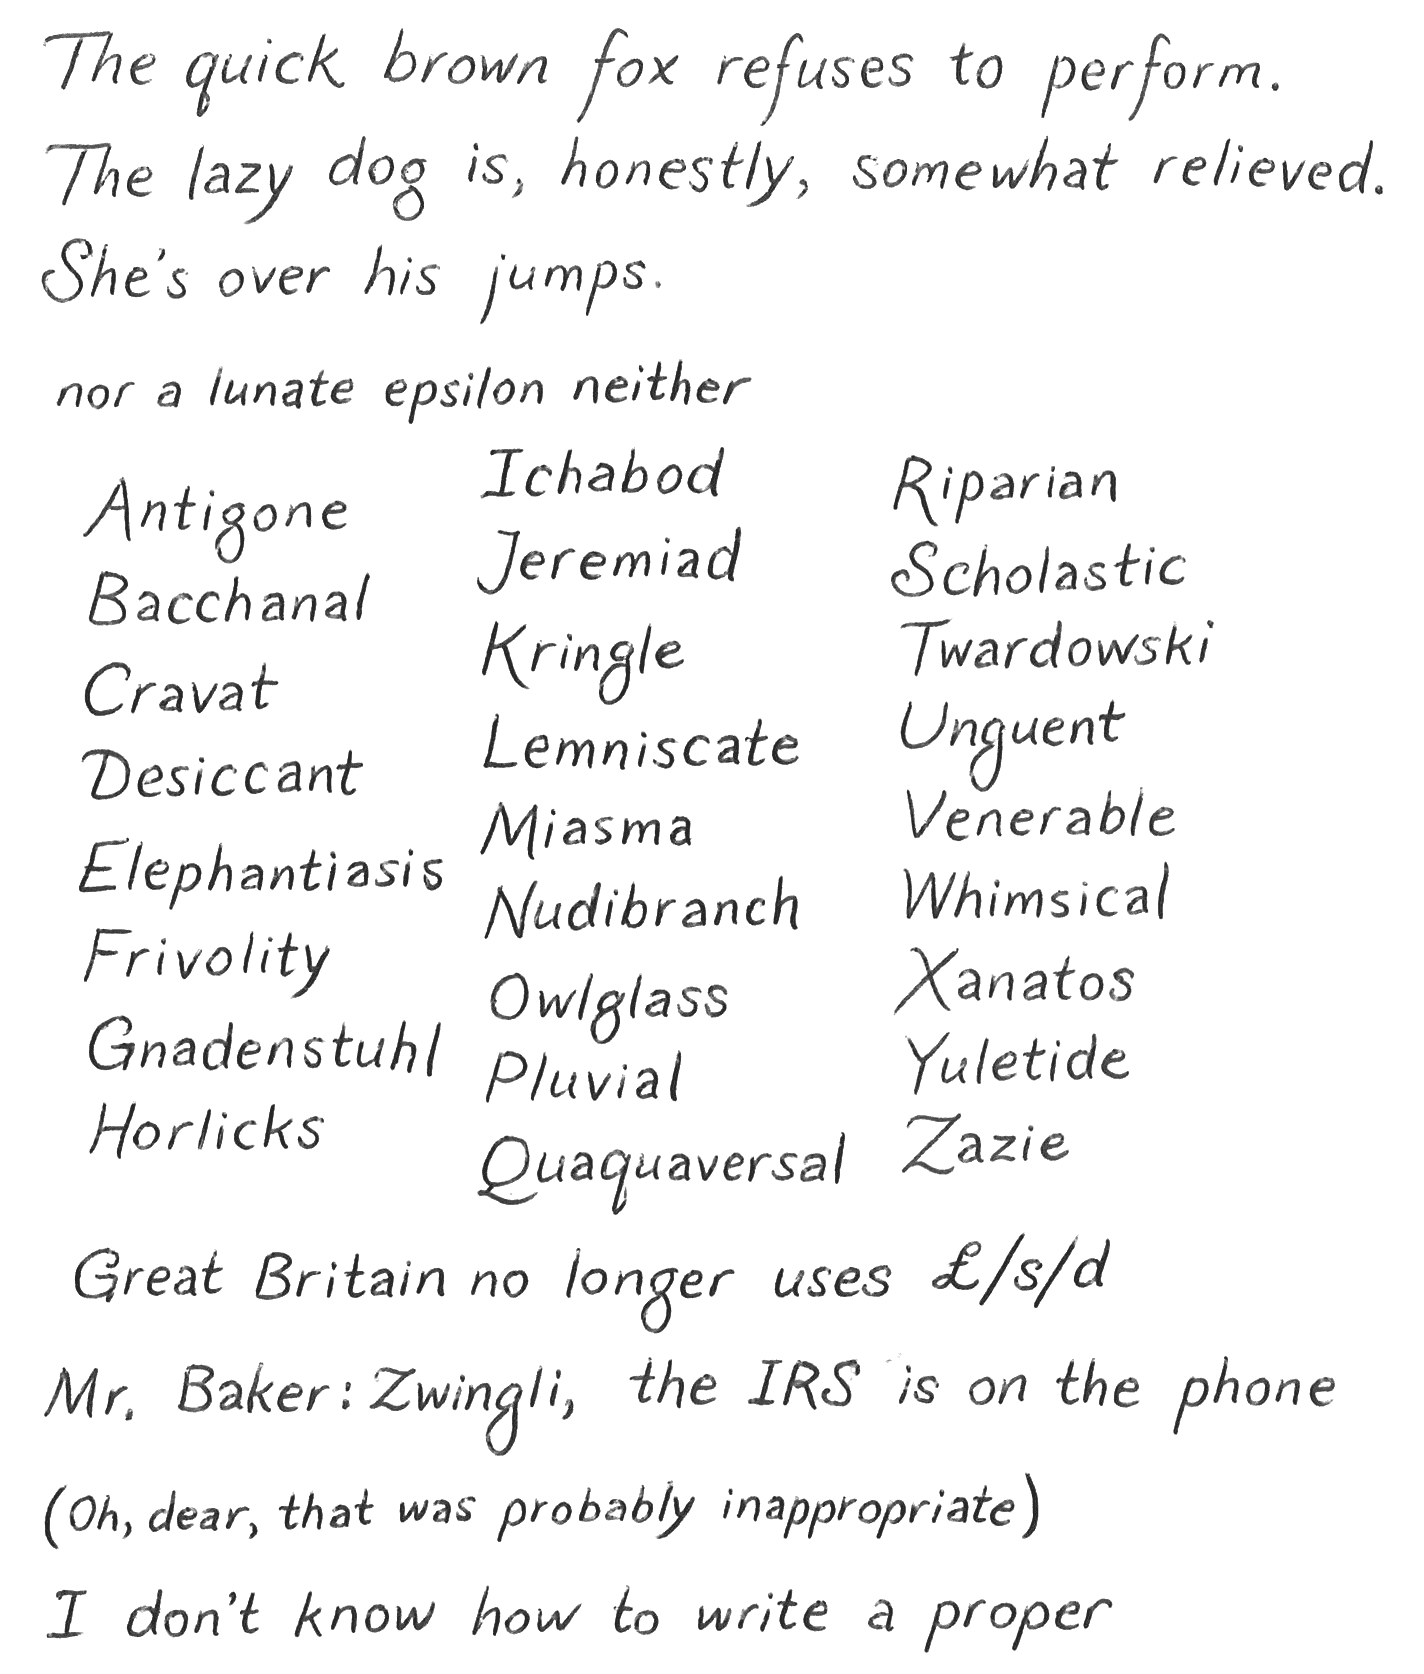 The quick brown fox refuses to perform.
The lazy dog is, honestly, somewhat relieved.
She's over his jumps.
nor a lunate epsilon neither
Antigone
Bacchanal
Cravat
Desiccant
Elephantiasis
Frivolity
Gnadenstuhl
Horlicks
Ichabod
Jeremiad
Kringle
Lemniscate
Miasma
Nudibranch
Owlglass
Pluvial
Quaquaversal
Riparian
Scholastic
Twardowski
Unguent
Venerable
Whimsical
Xanatos
Yuletide
Zazie
Great Britain no longer uses £/s/d
Mr. Baker: Zwingli, the IRS is on the phone
(Oh, dear, that was probably inappropriate)
I don't know how to write a proper